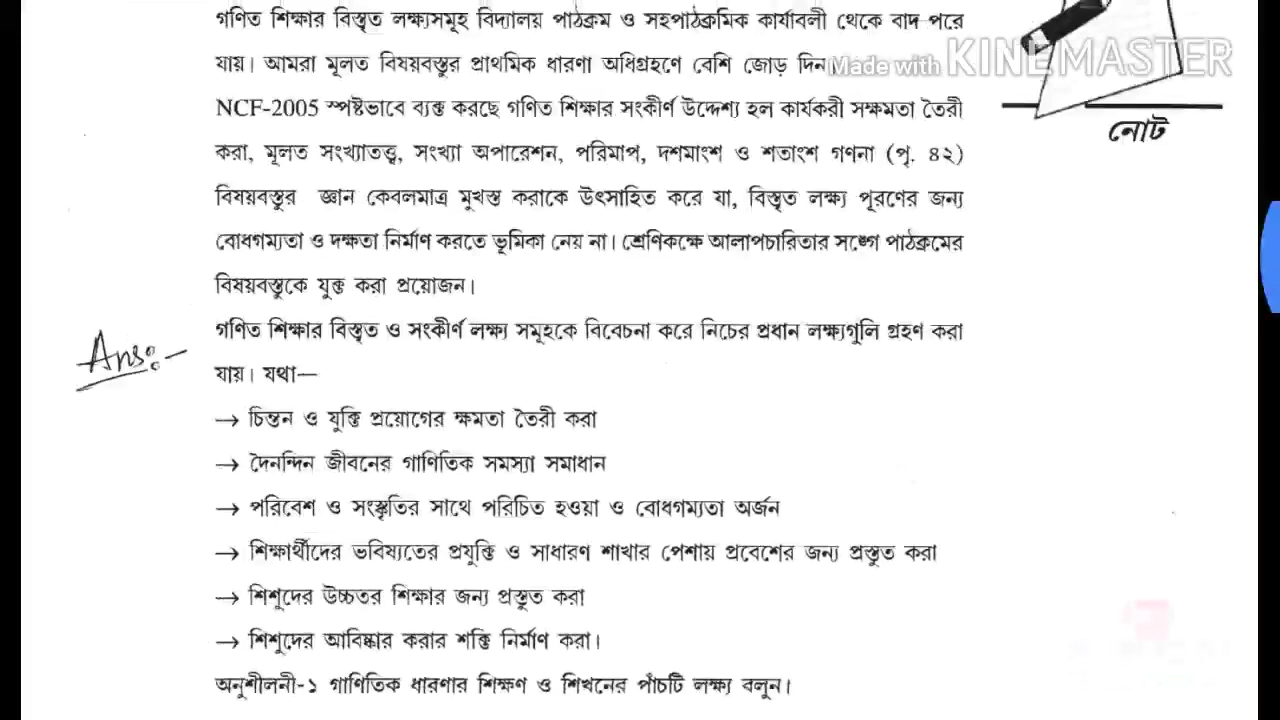 গণিত শিক্ষার বিস্তৃত লক্ষ্যসমূহ বিদ্যালয় পাঠক্রম ও সহপাঠক্রমিক কার্যাবলী থেকে বাদ পরে
যায়। আমরা মূলত বিষয়বস্তুর প্রাথমিক ধারণা অধিগ্রহণে বেশি জোড় দিন।
Made with KINEMASTER
NCF-2005 স্পষ্টভাবে ব্যক্ত করছে গণিত শিক্ষার সংকীর্ণ উদ্দেশ্য হল কার্যকরী সক্ষমতা তৈরী
নোট
করা, মূলত সংখ্যাতত্ত্ব, সংখ্যা অপারেশন, পরিমাপ, দশমাংশ ও শতাংশ গণনা (পৃ. ৪২)
বিষয়বস্তুর জ্ঞান কেবলমাত্র মুখস্ত করাকে উৎসাহিত করে যা, বিস্তৃত লক্ষ্য পূরণের জন্য
বোধগম্যতা ও দক্ষতা নির্মাণ করতে ভূমিকা নেয় না। শ্রেণিকক্ষে আলাপচারিতার সঙ্গে পাঠক্রমের
বিষয়বস্তুকে যুক্ত করা প্রয়োজন।
গণিত শিক্ষার বিস্তৃত ও সংকীর্ণ লক্ষ্য সমূহকে বিবেচনা করে নিচের প্রধান লক্ষ্যগুলি গ্রহণ করা
Ans:-
যায়। যথা—
→ চিন্তন ও যুক্তি প্রয়োগের ক্ষমতা তৈরী করা
→ দৈনন্দিন জীবনের গাণিতিক সমস্যা সমাধান
→ পরিবেশ ও সংস্কৃতির সাথে পরিচিত হওয়া ও বোধগম্যতা অর্জন
→ শিক্ষার্থীদের ভবিষ্যতের প্রযুক্তি ও সাধারণ শাখার পেশায় প্রবেশের জন্য প্রস্তুত করা
→ শিশুদের উচ্চতর শিক্ষার জন্য প্রস্তুত করা
→ শিশুদের আবিষ্কার করার শক্তি নির্মাণ করা।
অনুশীলনী-১ গাণিতিক ধারণার শিক্ষণ ও শিখনের পাঁচটি লক্ষ্য বলুন।